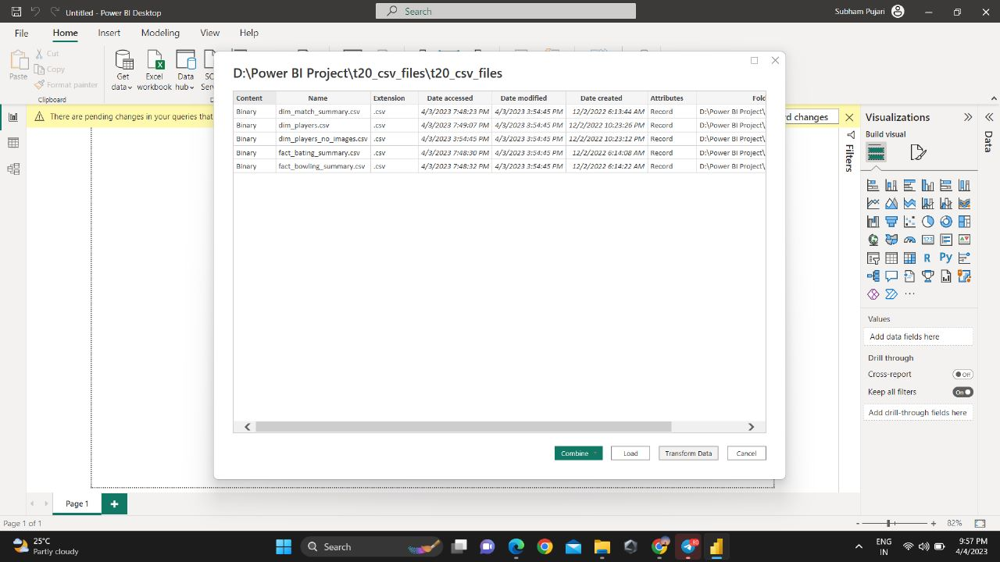 Untitled - Power BI Desktop
Search
Subham Pujari
File Home Insert Modeling View Help
Paste
Cut
Copy
Format painter
Clipboard
Get data
Excel workbook
Data hub
There are pending changes in your queries that
d changes
D:\Power BI Project\t20_csv_files\t20_csv_files
Content Name Extension Date accessed Date modified Date created Attributes Fold
Binary dim_match_summary.csv .csv 4/3/2023 7:48:23 PM 4/3/2023 3:54:45 PM 12/2/2022 6:13:44 AM Record D:\Power BI Project\
Binary dim_players.csv .csv 4/3/2023 7:49:07 PM 4/3/2023 3:54:45 PM 12/2/2022 10:23:26 PM Record D:\Power BI Project\
Binary dim_players_no_images.csv .csv 4/3/2023 3:54:45 PM 4/3/2023 3:54:45 PM 12/2/2022 10:23:12 PM Record D:\Power BI Project\
Binary fact_bating_summary.csv .csv 4/3/2023 7:48:30 PM 4/3/2023 3:54:45 PM 12/2/2022 6:14:08 AM Record D:\Power BI Project\
Binary fact_bowling_summary.csv .csv 4/3/2023 7:48:32 PM 4/3/2023 3:54:45 PM 12/2/2022 6:14:22 AM Record D:\Power BI Project\
Combine Load Transform Data Cancel
Filters
Visualizations
Build visual
R Py
123
Values
Add data fields here
Drill through
Cross-report Off
Keep all filters On
Add drill-through fields here
Data
Page 1
Page 1 of 1
82%
25°C
Partly cloudy
Search
80
ENG
IN
9:57 PM
4/4/2023